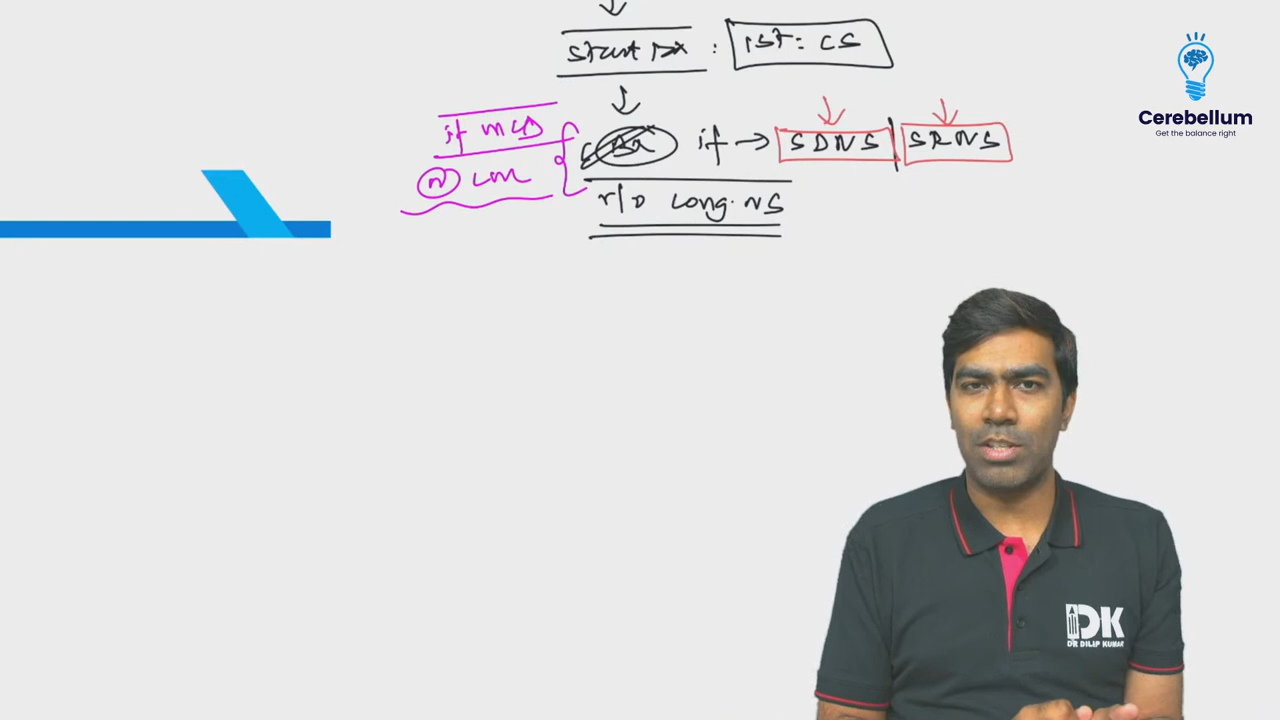 Start Rx : 1st: CS
if MCD
Bx if → SDNS | SRNS
N LM
r/o Long. NS
Cerebellum
Get the balance right
DK
DR DILIP KUMAR